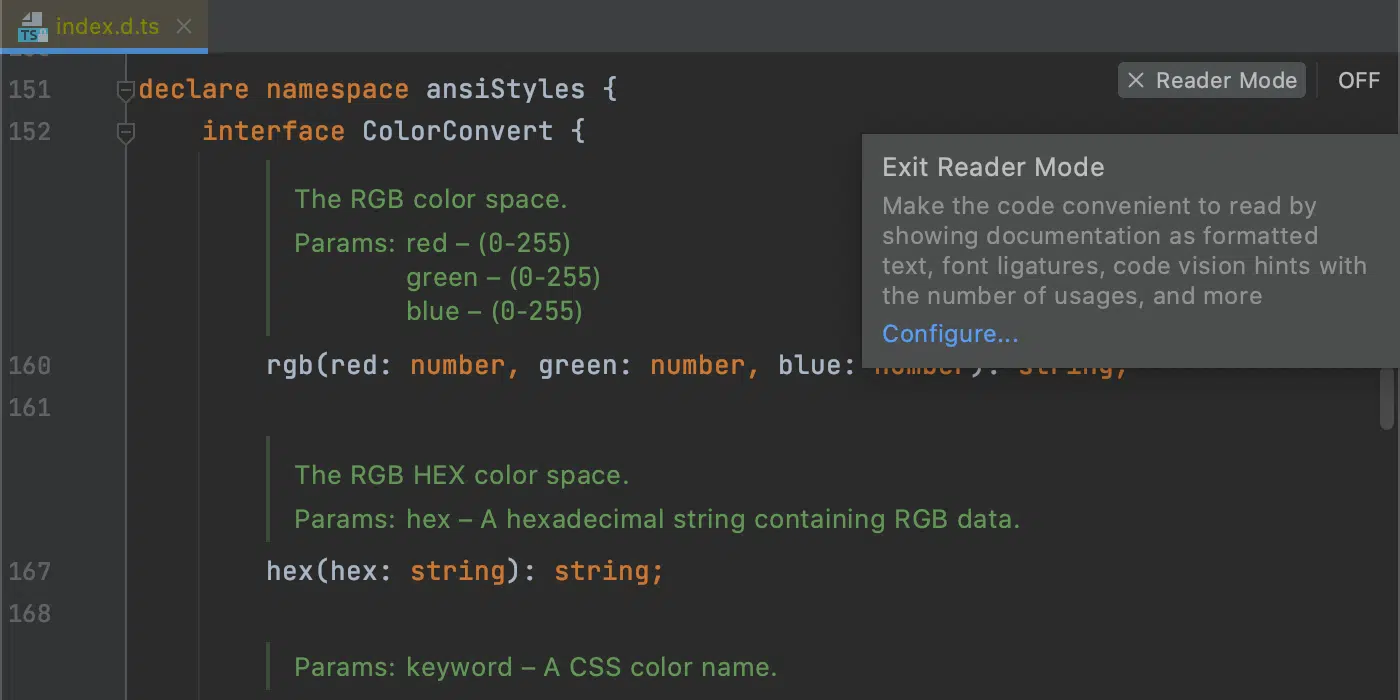 TS index.d.ts
151 declare namespace ansiStyles {
Reader Mode OFF
152 interface ColorConvert {
Exit Reader Mode
Make the code convenient to read by
showing documentation as formatted
text, font ligatures, code vision hints with
the number of usages, and more
Configure...
The RGB color space.
Params: red – (0-255)
green – (0-255)
blue – (0-255)
160 rgb(red: number, green: number, blue: number): string;
161
The RGB HEX color space.
Params: hex – A hexadecimal string containing RGB data.
167 hex(hex: string): string;
168
Params: keyword – A CSS color name.